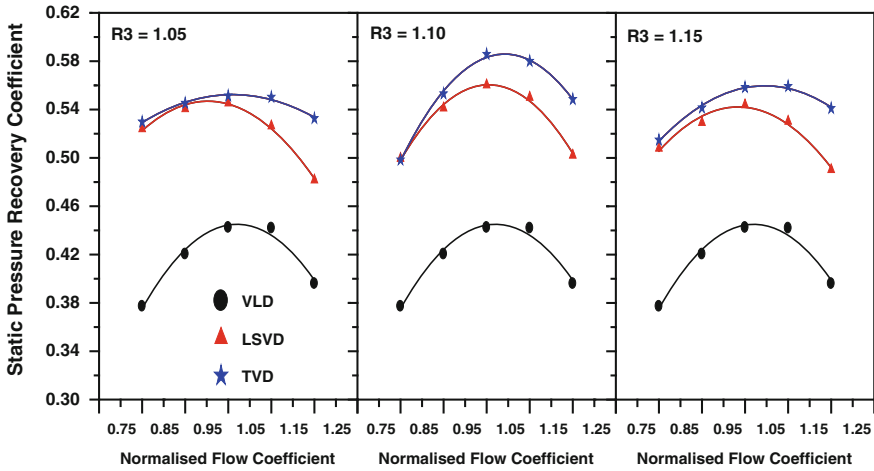 0.62
0.58
0.54
0.50
0.46
0.42
0.38
0.34
0.30
Static Pressure Recovery Coefficient
R3 = 1.05
R3 = 1.10
R3 = 1.15
VLD
LSVD
TVD
0.75 0.85 0.95 1.05 1.15 1.25
0.75 0.85 0.95 1.05 1.15 1.25
0.75 0.85 0.95 1.05 1.15 1.25
Normalised Flow Coefficient
Normalised Flow Coefficient
Normalised Flow Coefficient